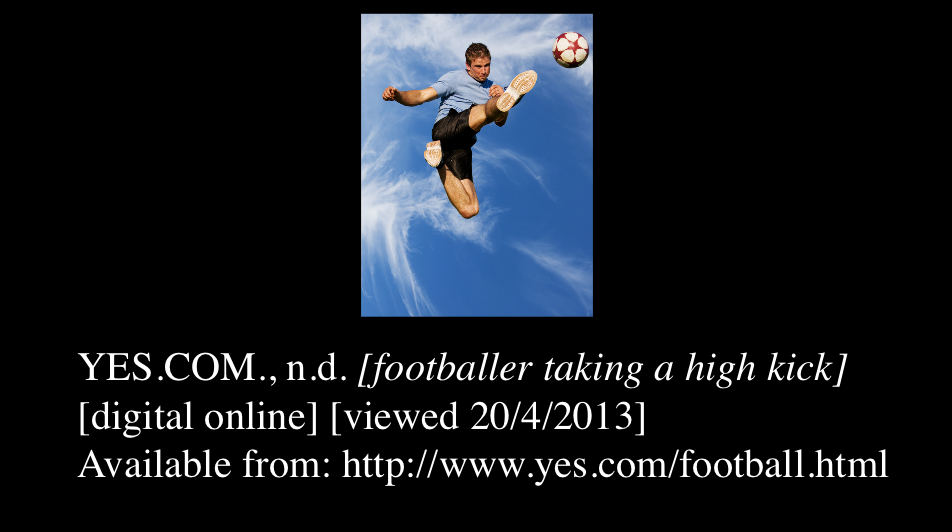 YES.COM., n.d. [footballer taking a high kick]
[digital online] [viewed 20/4/2013]
Available from: http://www.yes.com/football.html